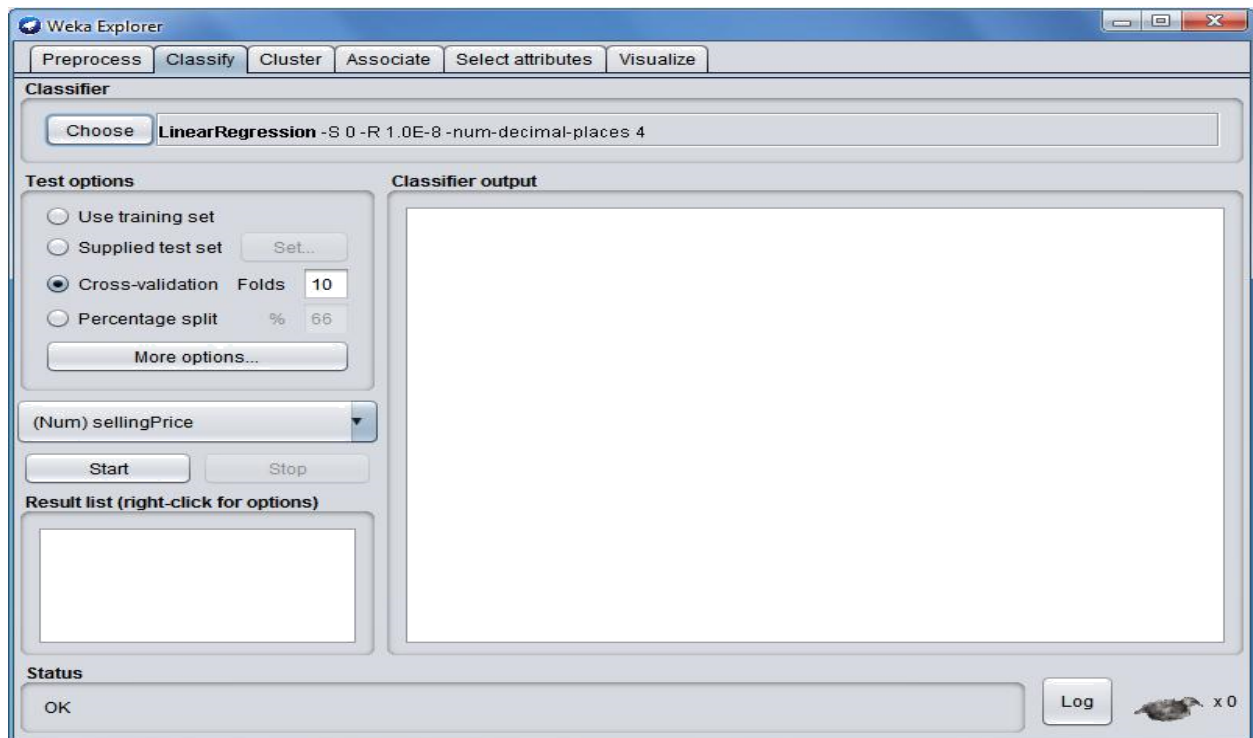 Weka Explorer
Preprocess Classify Cluster Associate Select attributes Visualize
Classifier
Choose LinearRegression -S 0 -R 1.0E-8 -num-decimal-places 4
Test options
Use training set
Supplied test set Set...
Cross-validation Folds 10
Percentage split % 66
More options...
(Num) sellingPrice
Start Stop
Result list (right-click for options)
Classifier output
Status
OK
Log x 0